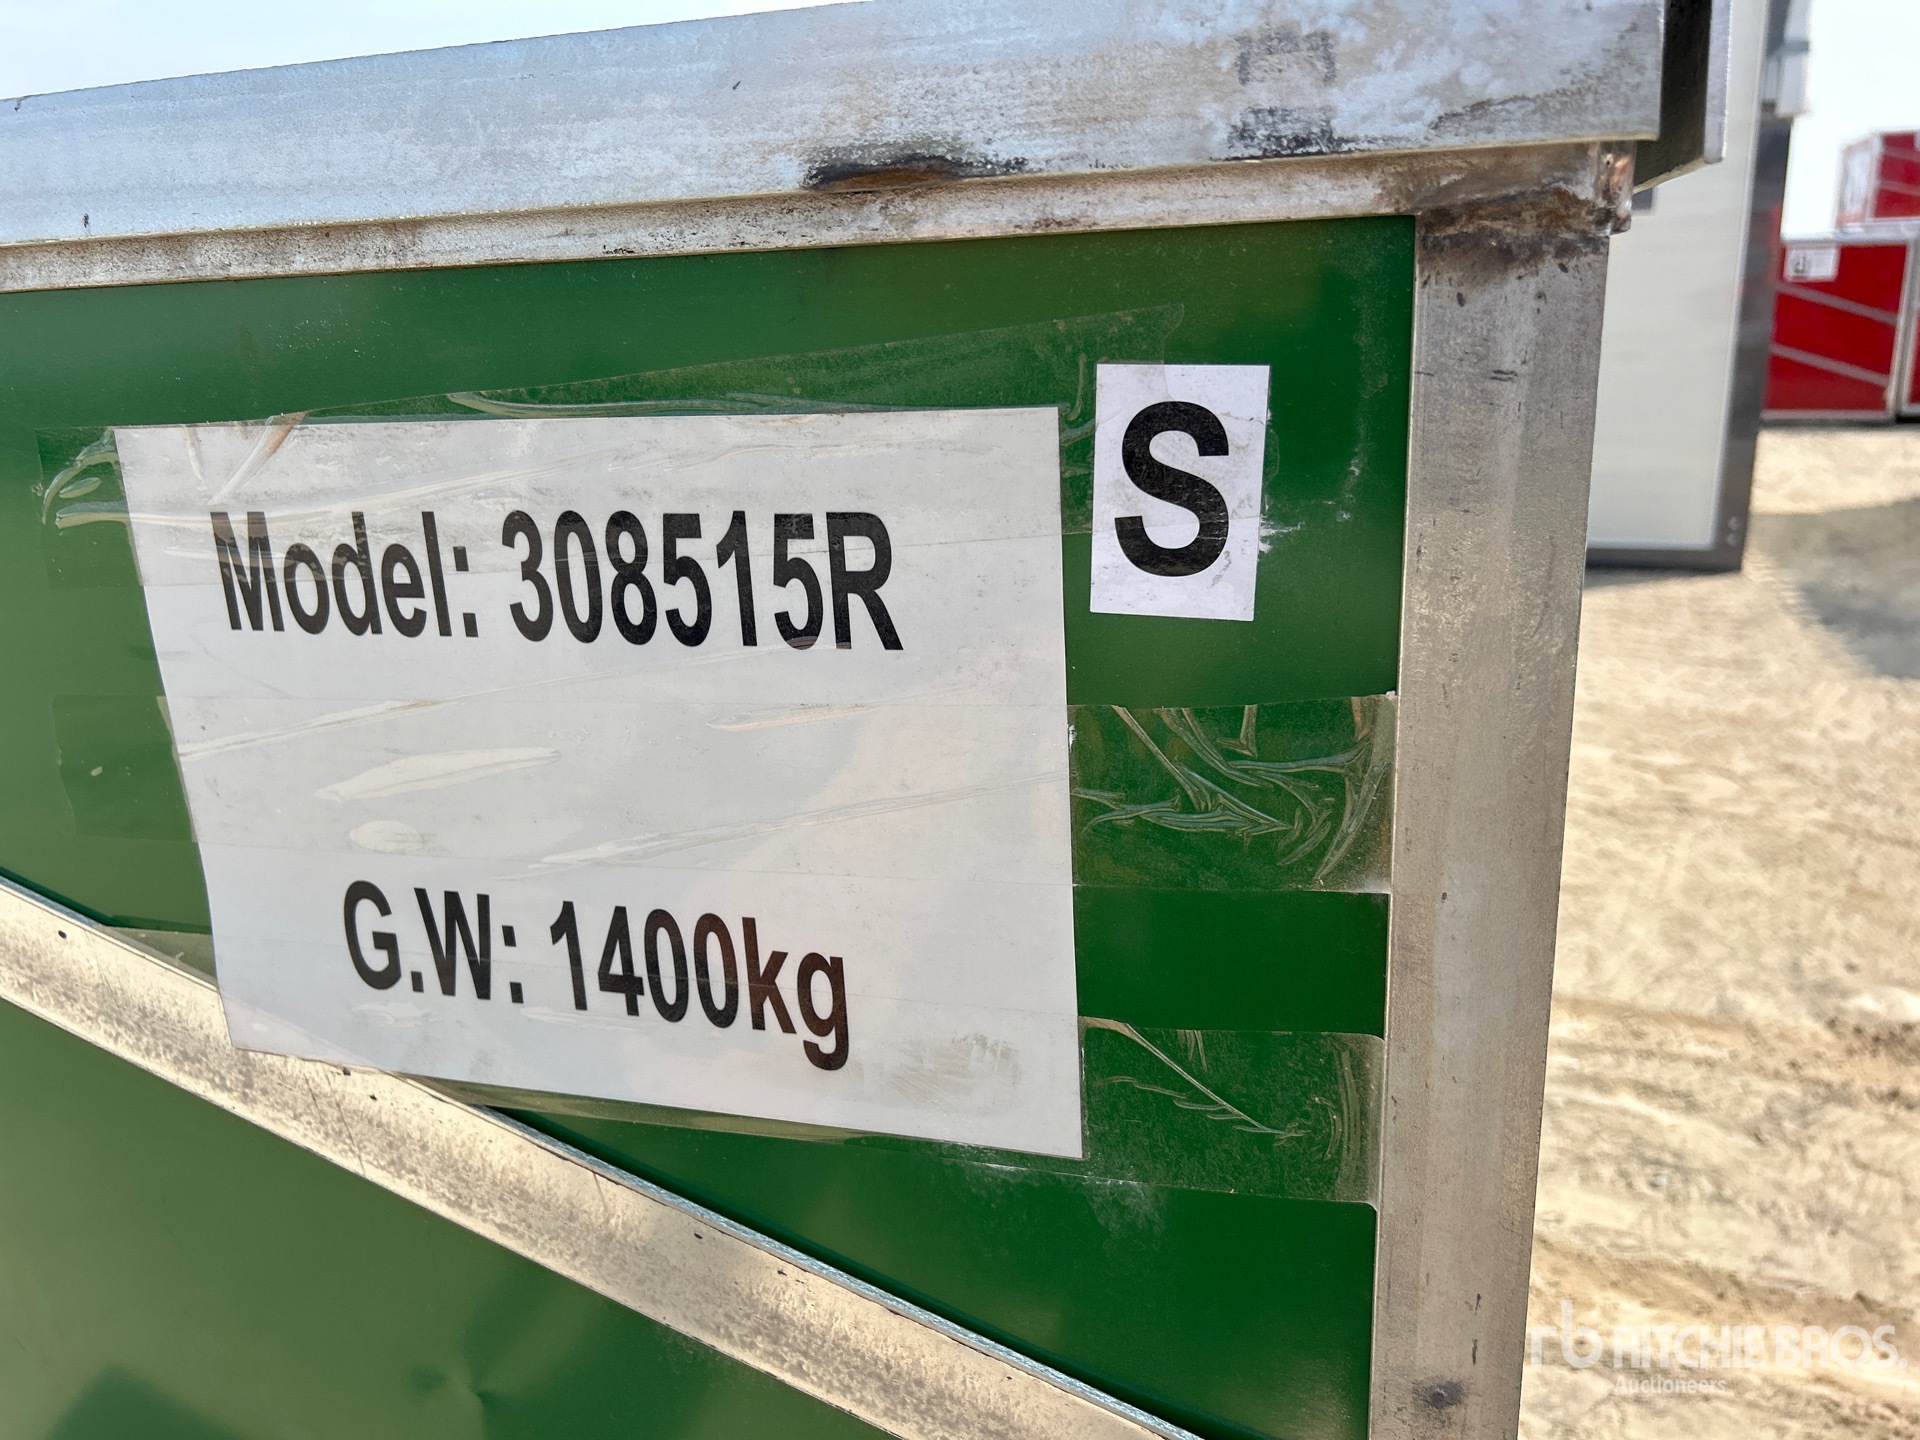 S
Model: 308515R
G.W: 1400kg
rb RITCHIE BROS.
Auctioneers